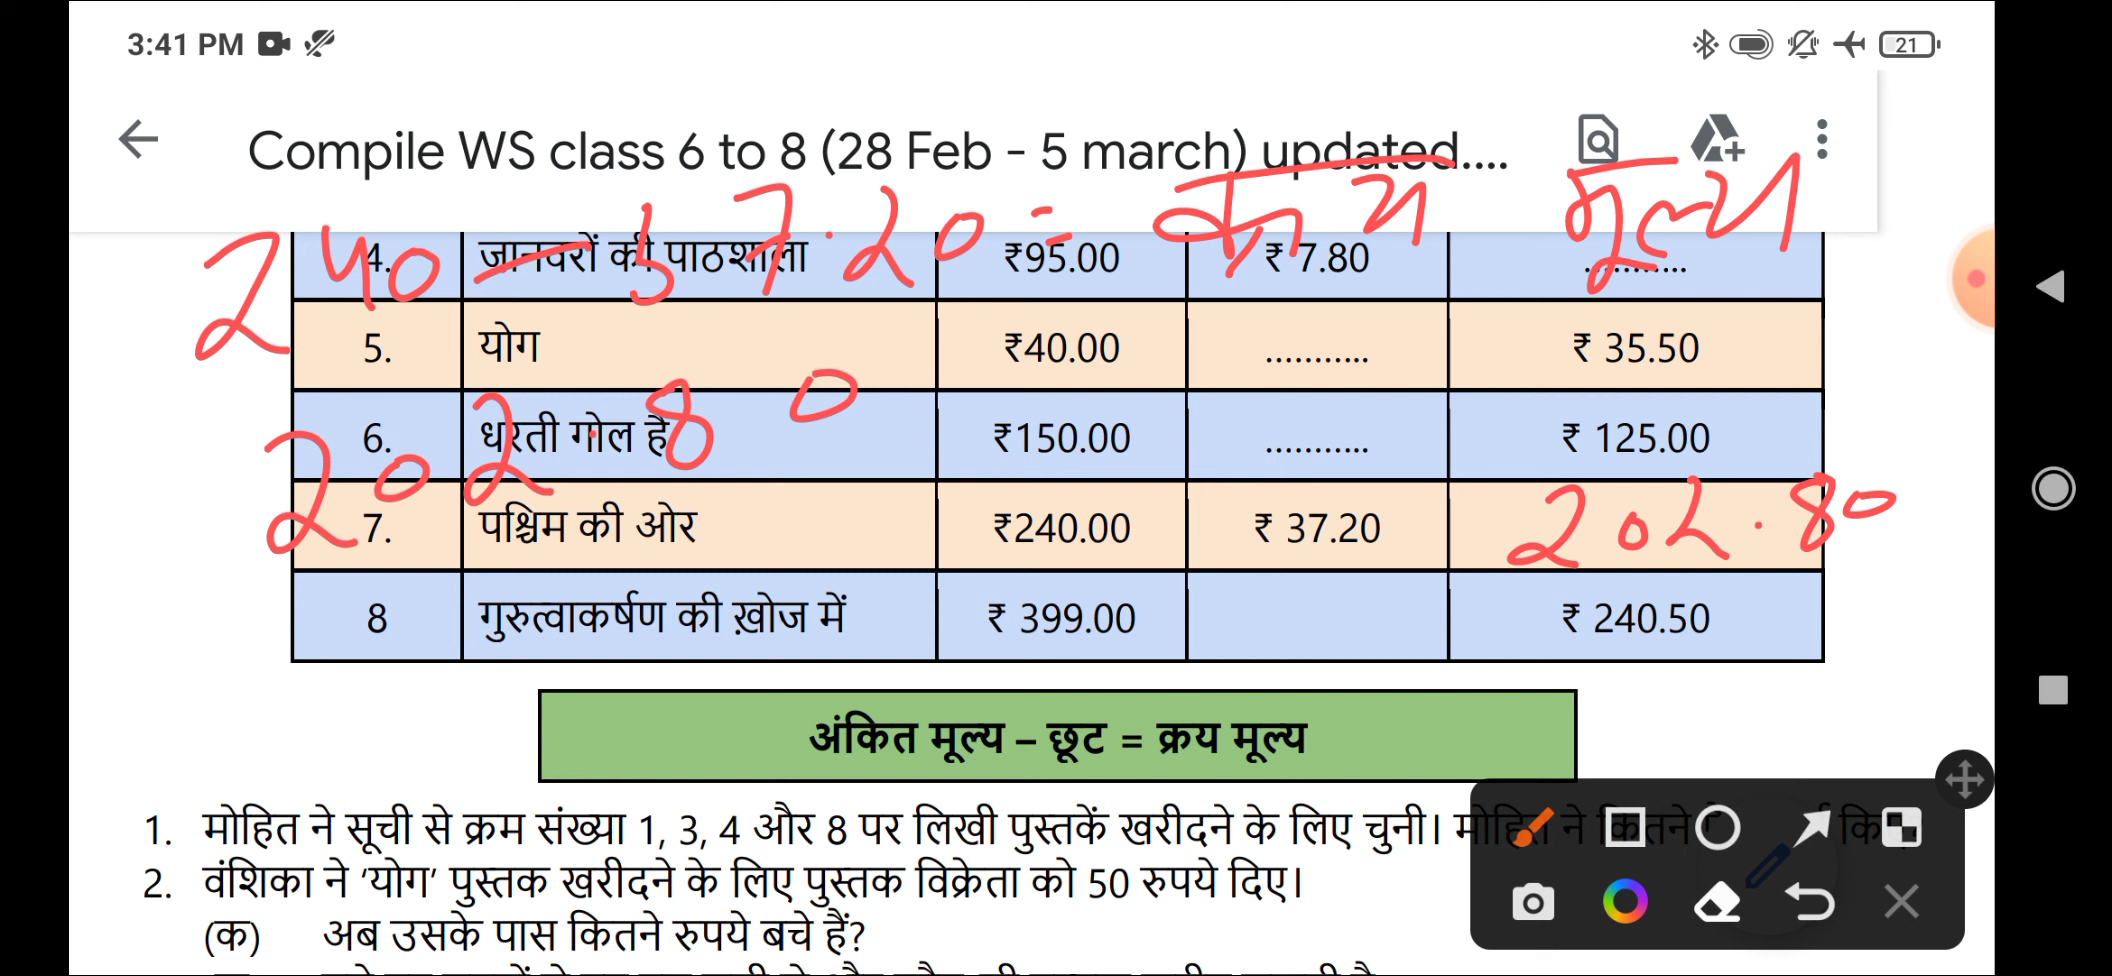 3:41 PM
21
Compile WS class 6 to 8 (28 Feb - 5 march) updated....
240 - 37.20 = क्रय मूल्य
4. जानवरों की पाठशाला ₹95.00 ₹ 7.80 ...........
5. योग ₹40.00 ........... ₹ 35.50
202.80
6. धरती गोल है ₹150.00 ........... ₹ 125.00
7. पश्चिम की ओर ₹240.00 ₹ 37.20 202.80
8 गुरुत्वाकर्षण की ख़ोज में ₹ 399.00 ₹ 240.50
अंकित मूल्य – छूट = क्रय मूल्य
1. मोहित ने सूची से क्रम संख्या 1, 3, 4 और 8 पर लिखी पुस्तकें खरीदने के लिए चुनी। मोहित ने कितने
2. वंशिका ने ‘योग’ पुस्तक खरीदने के लिए पुस्तक विक्रेता को 50 रुपये दिए।
(क) अब उसके पास कितने रुपये बचे हैं?